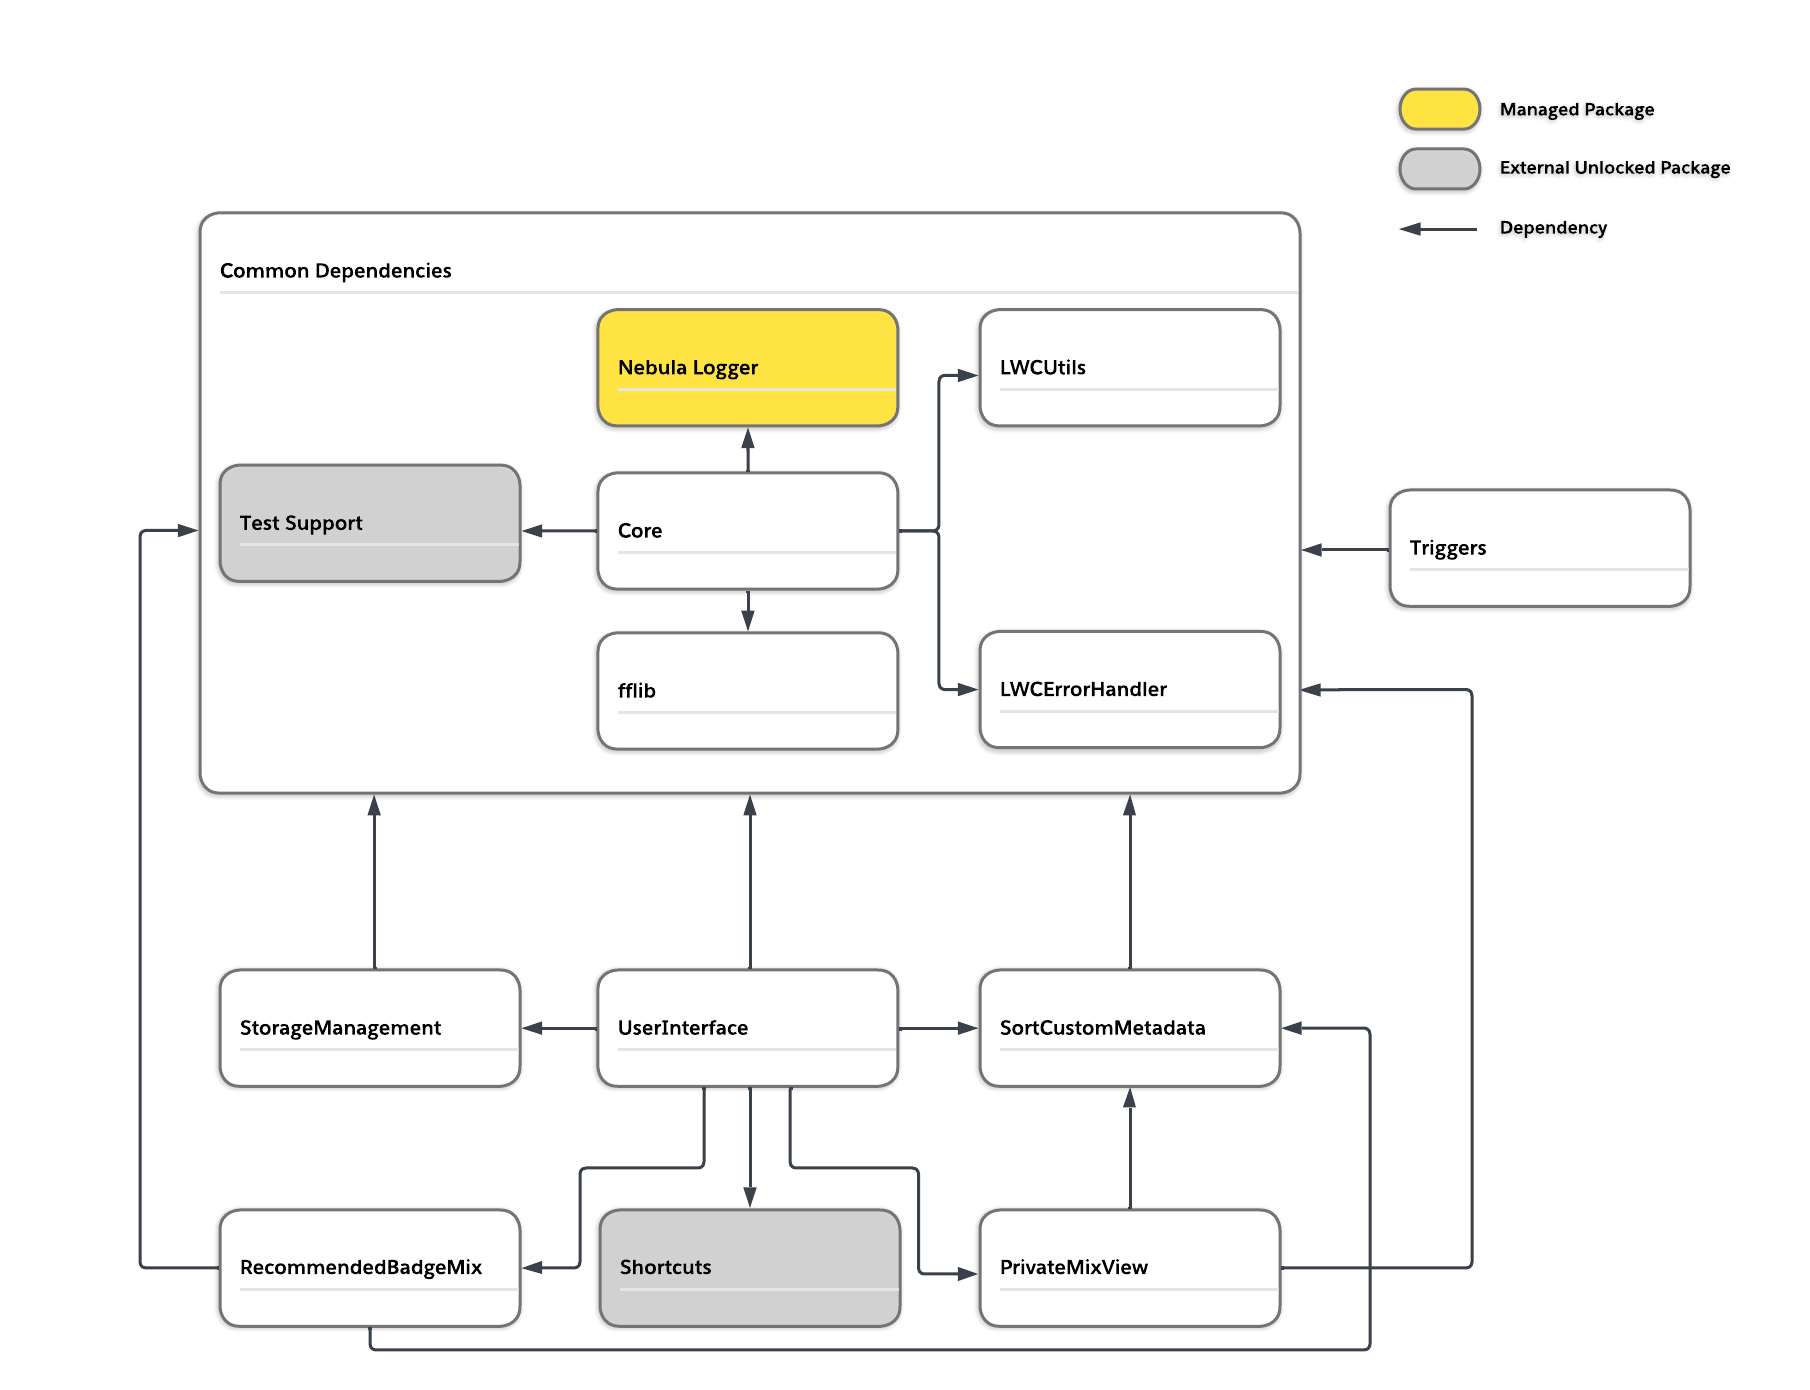 Managed Package
External Unlocked Package
Dependency
Common Dependencies
Nebula Logger
LWCUtils
Test Support
Core
Triggers
fflib
LWCErrorHandler
StorageManagement
UserInterface
SortCustomMetadata
RecommendedBadgeMix
Shortcuts
PrivateMixView